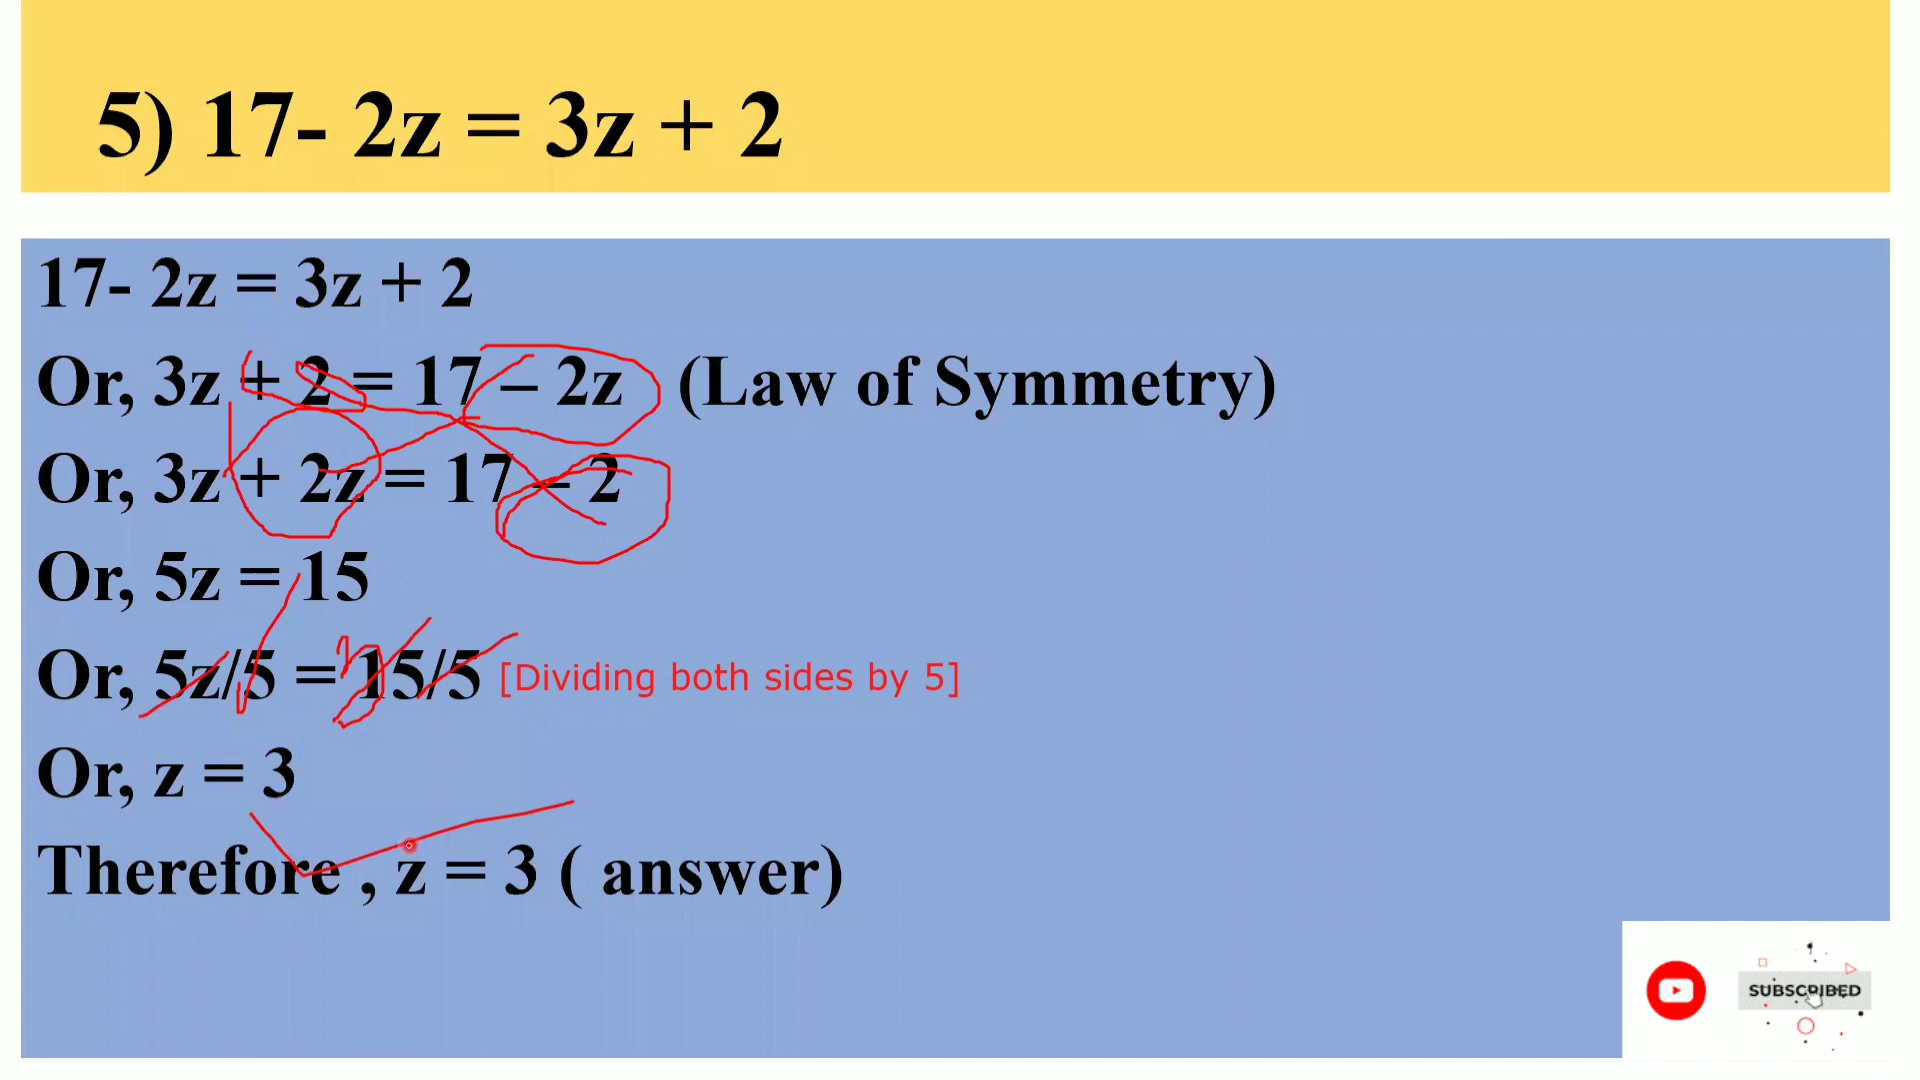 5) 17- 2z = 3z + 2
17- 2z = 3z + 2
Or, 3z + 2 = 17 – 2z (Law of Symmetry)
Or, 3z + 2z = 17 – 2
Or, 5z = 15
Or, 5z/5 = 15/5 [Dividing both sides by 5]
Or, z = 3
Therefore , z = 3 ( answer)
SUBSCRIBED